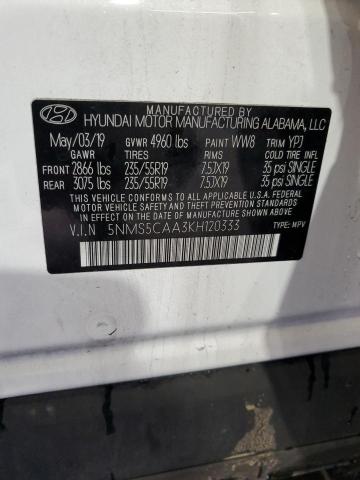 MANUFACTURED BY
HYUNDAI MOTOR MANUFACTURING ALABAMA, LLC
May/03/19 GVWR 4960 lbs PAINT WW8 TRIM YPJ
GAWR TIRES RIMS COLD TIRE INFL.PR
FRONT 2866 lbs 235/55R19 7.5JX19 35 psi SINGLE
REAR 3075 lbs 235/55R19 7.5JX19 35 psi SINGLE
THIS VEHICLE CONFORMS TO ALL APPLICABLE U.S.A. FEDERAL
MOTOR VEHICLE SAFETY, BUMPER, AND THEFT PREVENTION
STANDARDS IN EFFECT ON THE DATE OF MANUFACTURE SHOWN ABOVE.
V.I.N 5NMS5CAA3KH120333 TYPE: MPV